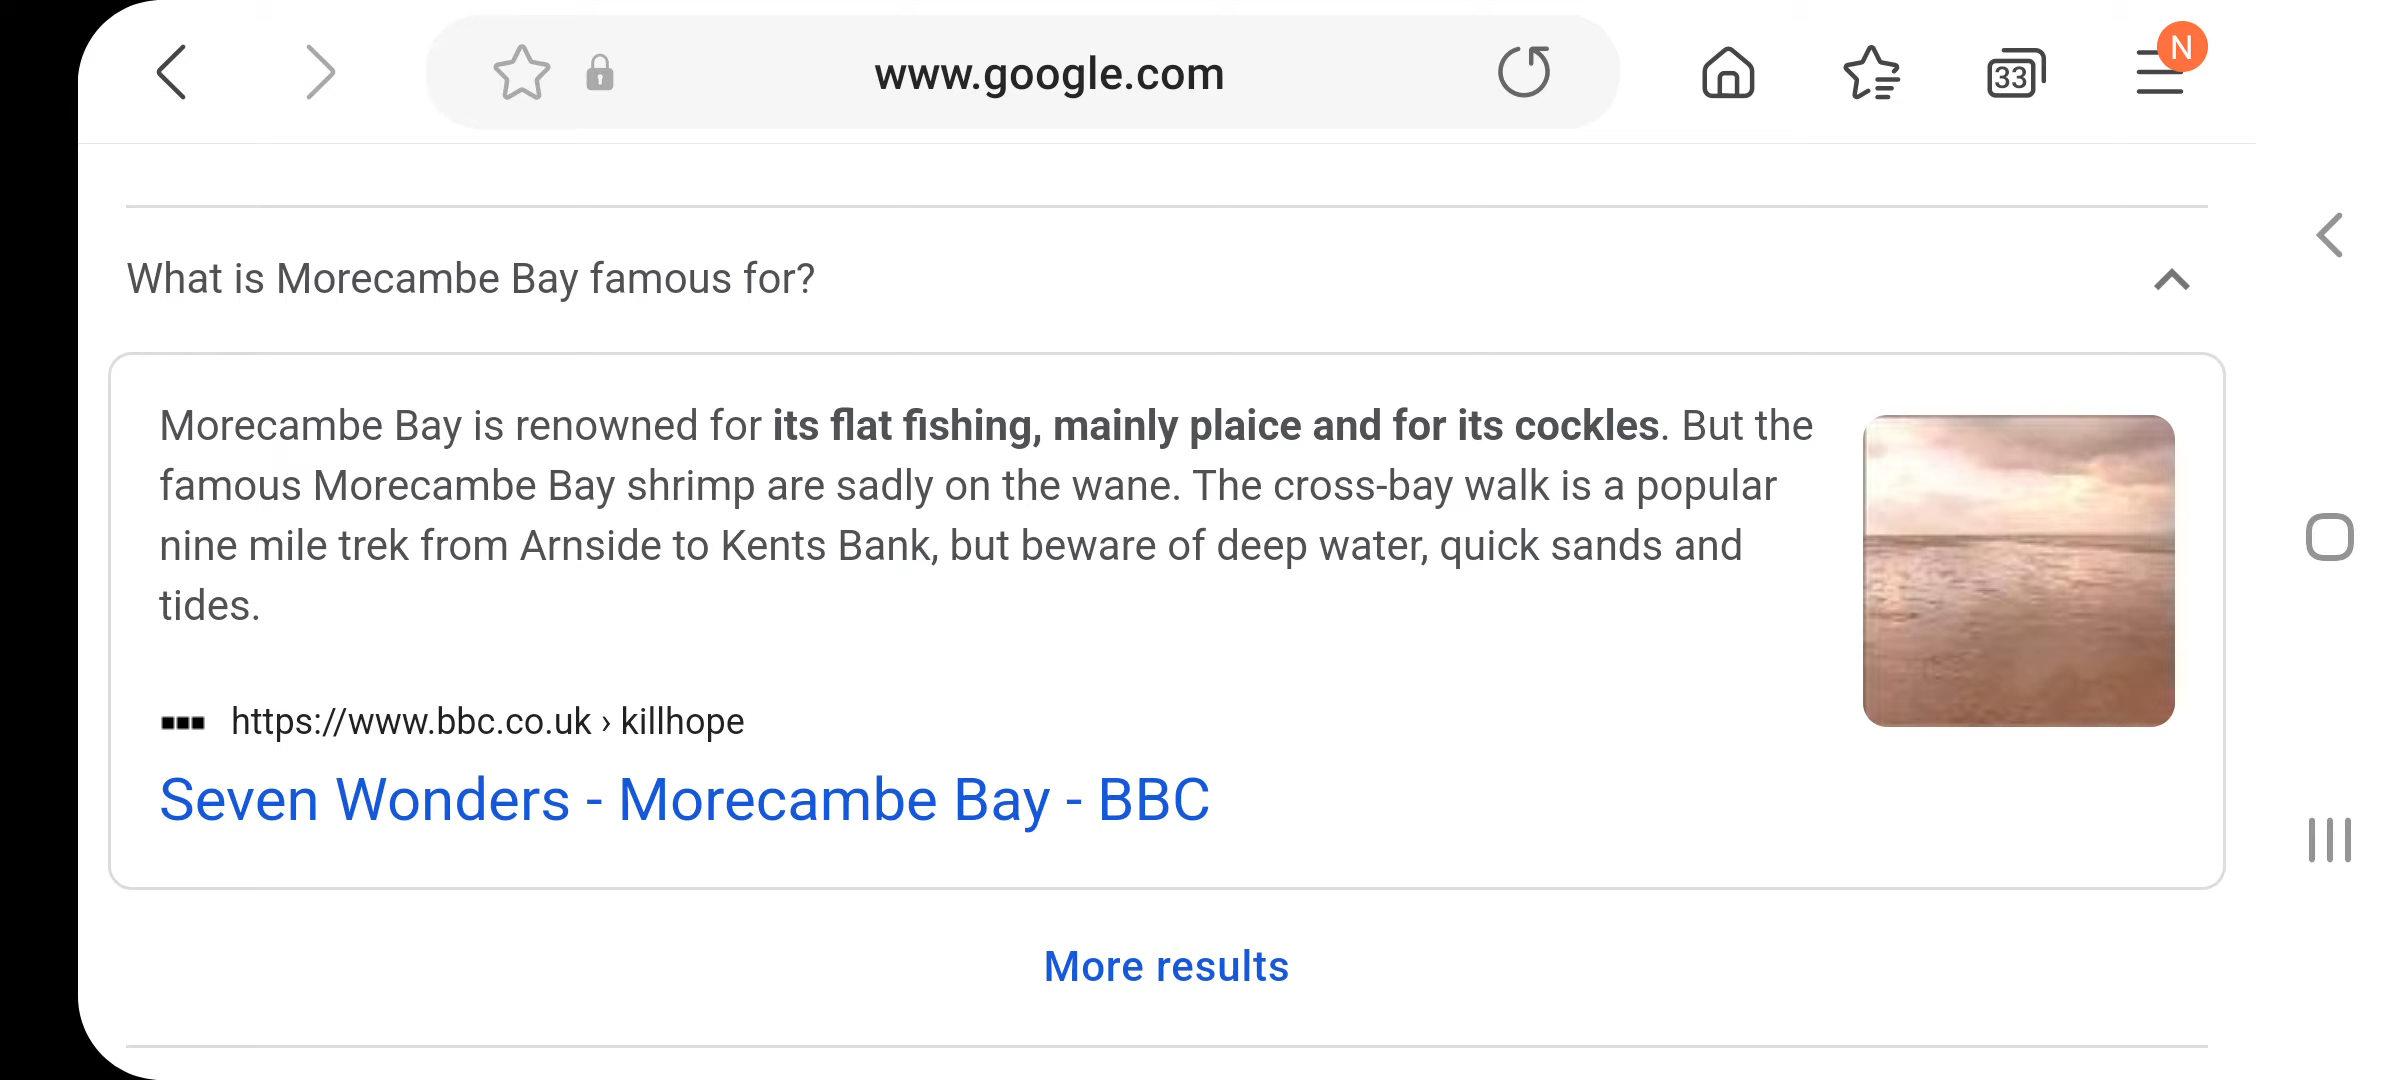 www.google.com
33
N
What is Morecambe Bay famous for?
Morecambe Bay is renowned for its flat fishing, mainly plaice and for its cockles. But the
famous Morecambe Bay shrimp are sadly on the wane. The cross-bay walk is a popular
nine mile trek from Arnside to Kents Bank, but beware of deep water, quick sands and
tides.
https://www.bbc.co.uk › killhope
Seven Wonders - Morecambe Bay - BBC
More results